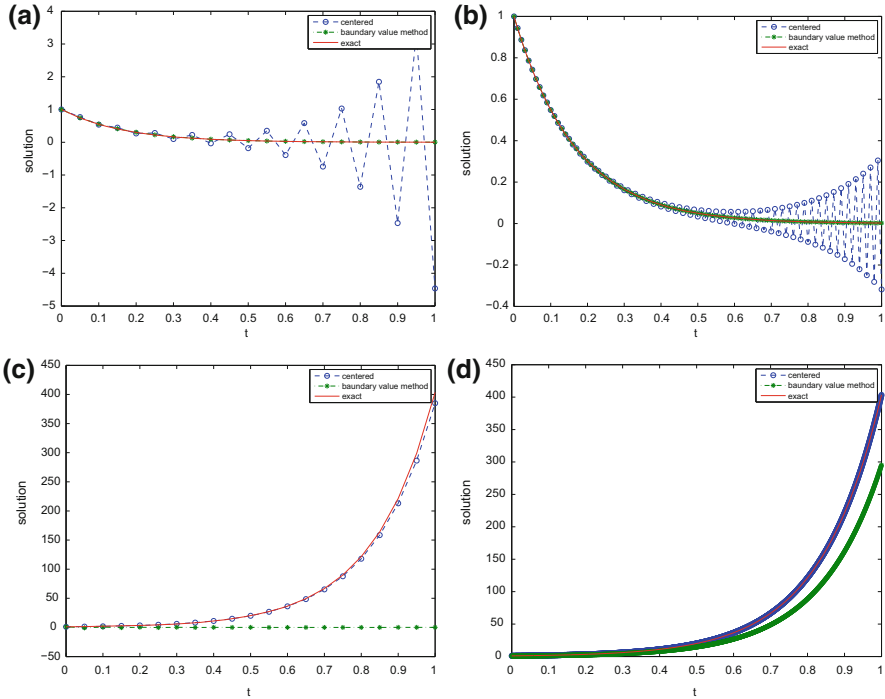 (a)
4
3
2
1
0
-1
-2
-3
-4
-5
solution
0 0.1 0.2 0.3 0.4 0.5 0.6 0.7 0.8 0.9 1
t
centered
baundary value method
exact
(b)
1
0.8
0.6
0.4
0.2
0
-0.2
-0.4
solution
0 0.1 0.2 0.3 0.4 0.5 0.6 0.7 0.8 0.9 1
t
centered
baundary value method
exact
(c)
450
400
350
300
250
200
150
100
50
0
-50
solution
0 0.1 0.2 0.3 0.4 0.5 0.6 0.7 0.8 0.9 1
t
centered
baundary value method
exact
(d)
450
400
350
300
250
200
150
100
50
0
solution
0 0.1 0.2 0.3 0.4 0.5 0.6 0.7 0.8 0.9 1
t
centered
baundary value method
exact